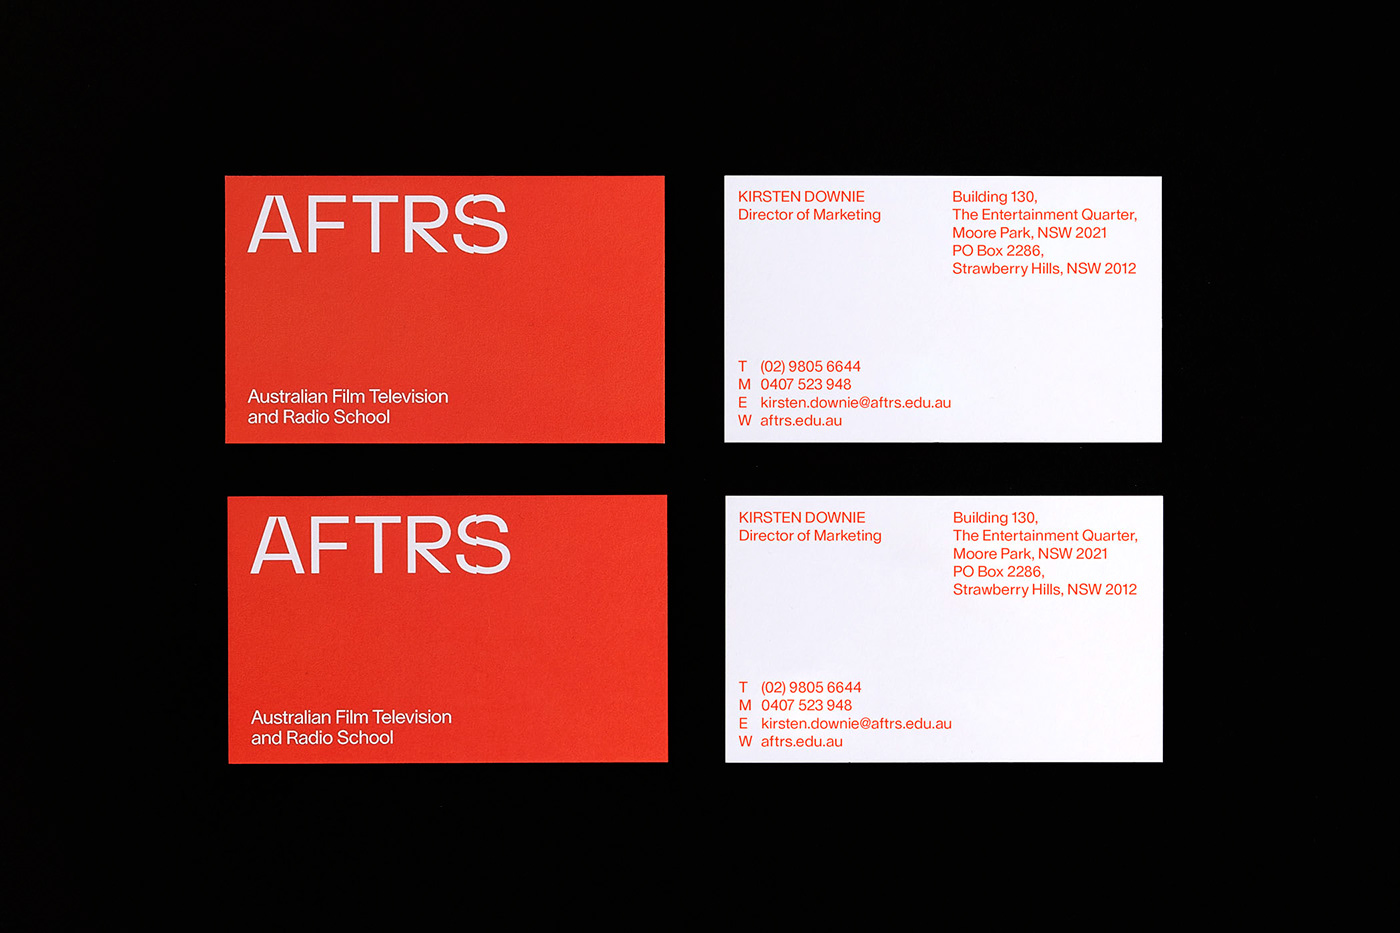 AFTRS
Australian Film Television
and Radio School
KIRSTEN DOWNIE
Director of Marketing
Building 130,
The Entertainment Quarter,
Moore Park, NSW 2021
PO Box 2286,
Strawberry Hills, NSW 2012
T (02) 9805 6644
M 0407 523 948
E kirsten.downie@aftrs.edu.au
W aftrs.edu.au
AFTRS
Australian Film Television
and Radio School
KIRSTEN DOWNIE
Director of Marketing
Building 130,
The Entertainment Quarter,
Moore Park, NSW 2021
PO Box 2286,
Strawberry Hills, NSW 2012
T (02) 9805 6644
M 0407 523 948
E kirsten.downie@aftrs.edu.au
W aftrs.edu.au